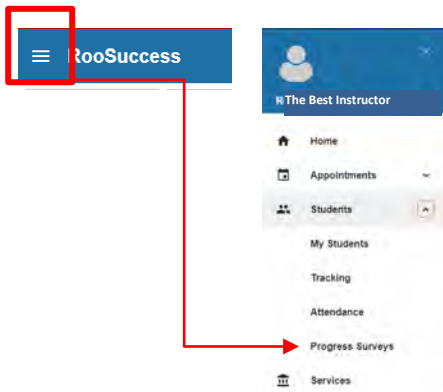 RooSuccess
The Best Instructor
Home
Appointments
Students
My Students
Tracking
Attendance
Progress Surveys
Services